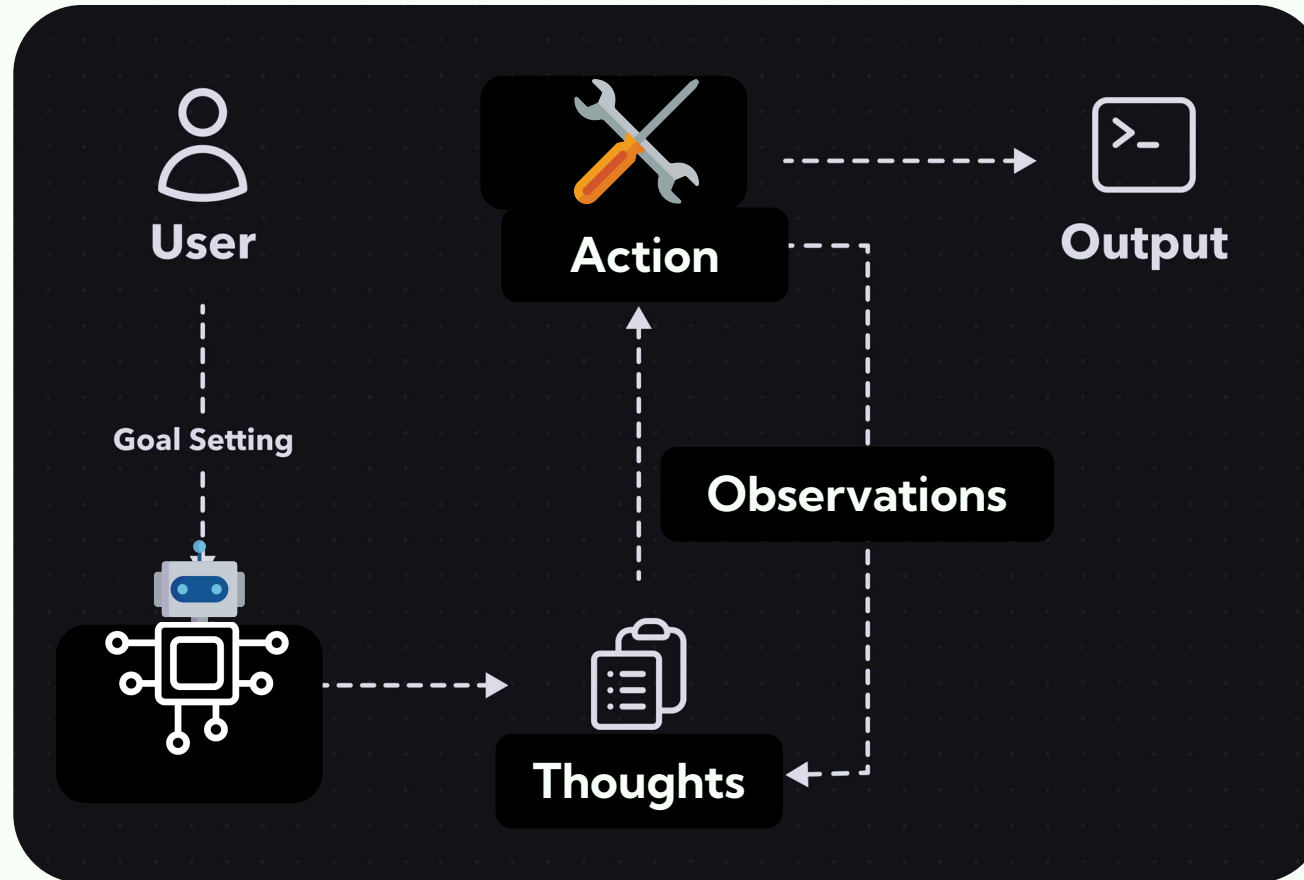 User
Action
Output
Goal Setting
Observations
Thoughts